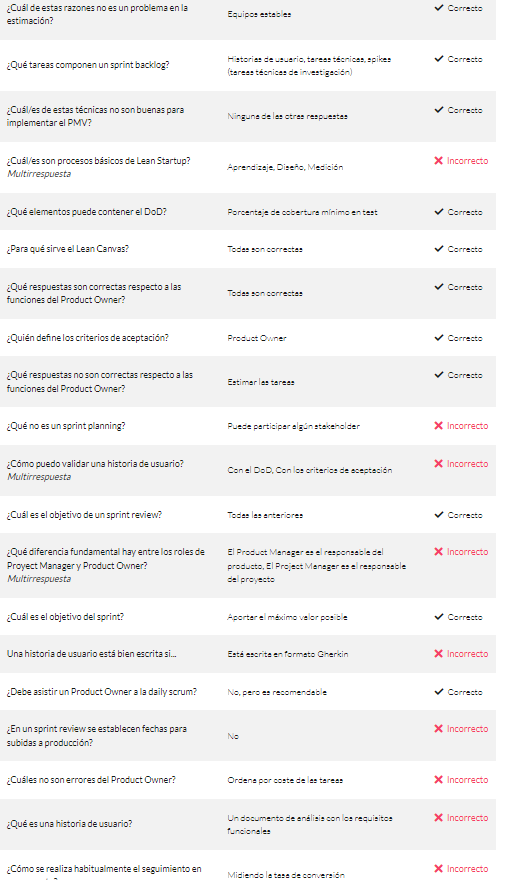 ¿Cuál de estas razones no es un problema en la
estimación?
Equipos estables
Correcto
¿Qué tareas componen un sprint backlog?
Historias de usuario, tareas técnicas, spikes
(tareas técnicas de investigación)
Correcto
¿Cuál/es de estas técnicas no son buenas para
implementar el PMV?
Ninguna de las otras respuestas
Correcto
¿Cuál/es son procesos básicos de Lean Startup?
Multirrespuesta
Aprendizaje, Diseño, Medición
Incorrecto
¿Qué elementos puede contener el DoD?
Porcentaje de cobertura mínimo en test
Correcto
¿Para qué sirve el Lean Canvas?
Todas son correctas
Correcto
¿Qué respuestas son correctas respecto a las
funciones del Product Owner?
Todas son correctas
Correcto
¿Quién define los criterios de aceptación?
Product Owner
Correcto
¿Qué respuestas no son correctas respecto a las
funciones del Product Owner?
Estimar las tareas
Correcto
¿Qué no es un sprint planning?
Puede participar algún stakeholder
Incorrecto
¿Cómo puedo validar una historia de usuario?
Multirrespuesta
Con el DoD, Con los criterios de aceptación
Incorrecto
¿Cuál es el objetivo de un sprint review?
Todas las anteriores
Correcto
¿Qué diferencia fundamental hay entre los roles de
Proyect Manager y Product Owner?
Multirrespuesta
El Product Manager es el responsable del
producto, El Project Manager es el responsable
del proyecto
Incorrecto
¿Cuál es el objetivo del sprint?
Aportar el máximo valor posible
Correcto
Una historia de usuario está bien escrita si...
Está escrita en formato Gherkin
Incorrecto
¿Debe asistir un Product Owner a la daily scrum?
No, pero es recomendable
Correcto
¿En un sprint review se establecen fechas para
subidas a producción?
No
Incorrecto
¿Cuáles no son errores del Product Owner?
Ordena por coste de las tareas
Incorrecto
¿Qué es una historia de usuario?
Un documento de análisis con los requisitos
funcionales
Incorrecto
¿Cómo se realiza habitualmente el seguimiento en
Midiendo la tasa de conversión
Incorrecto